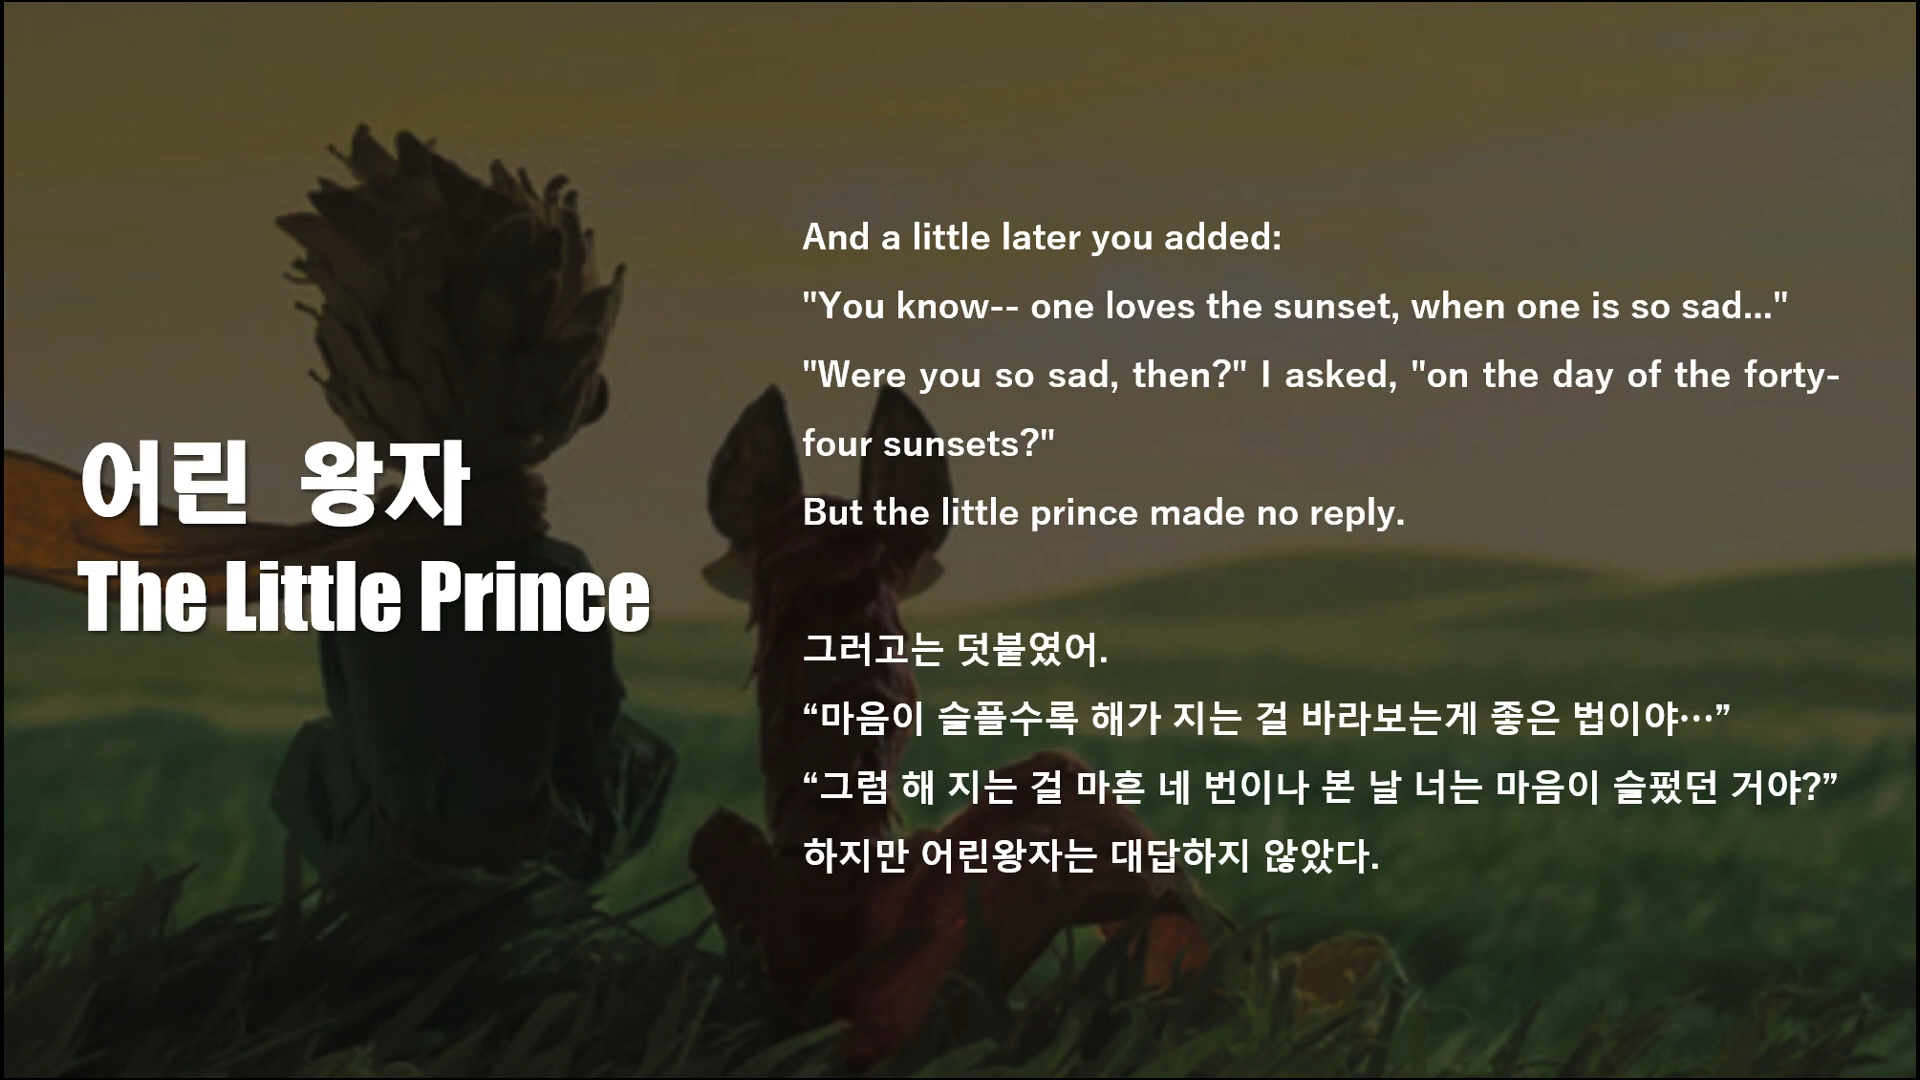 어린 왕자
The Little Prince
And a little later you added:
"You know-- one loves the sunset, when one is so sad..."
"Were you so sad, then?" I asked, "on the day of the forty-
four sunsets?"
But the little prince made no reply.
그러고는 덧붙였어.
“마음이 슬플수록 해가 지는 걸 바라보는게 좋은 법이야…”
“그럼 해 지는 걸 마흔 네 번이나 본 날 너는 마음이 슬펐던 거야?”
하지만 어린왕자는 대답하지 않았다.